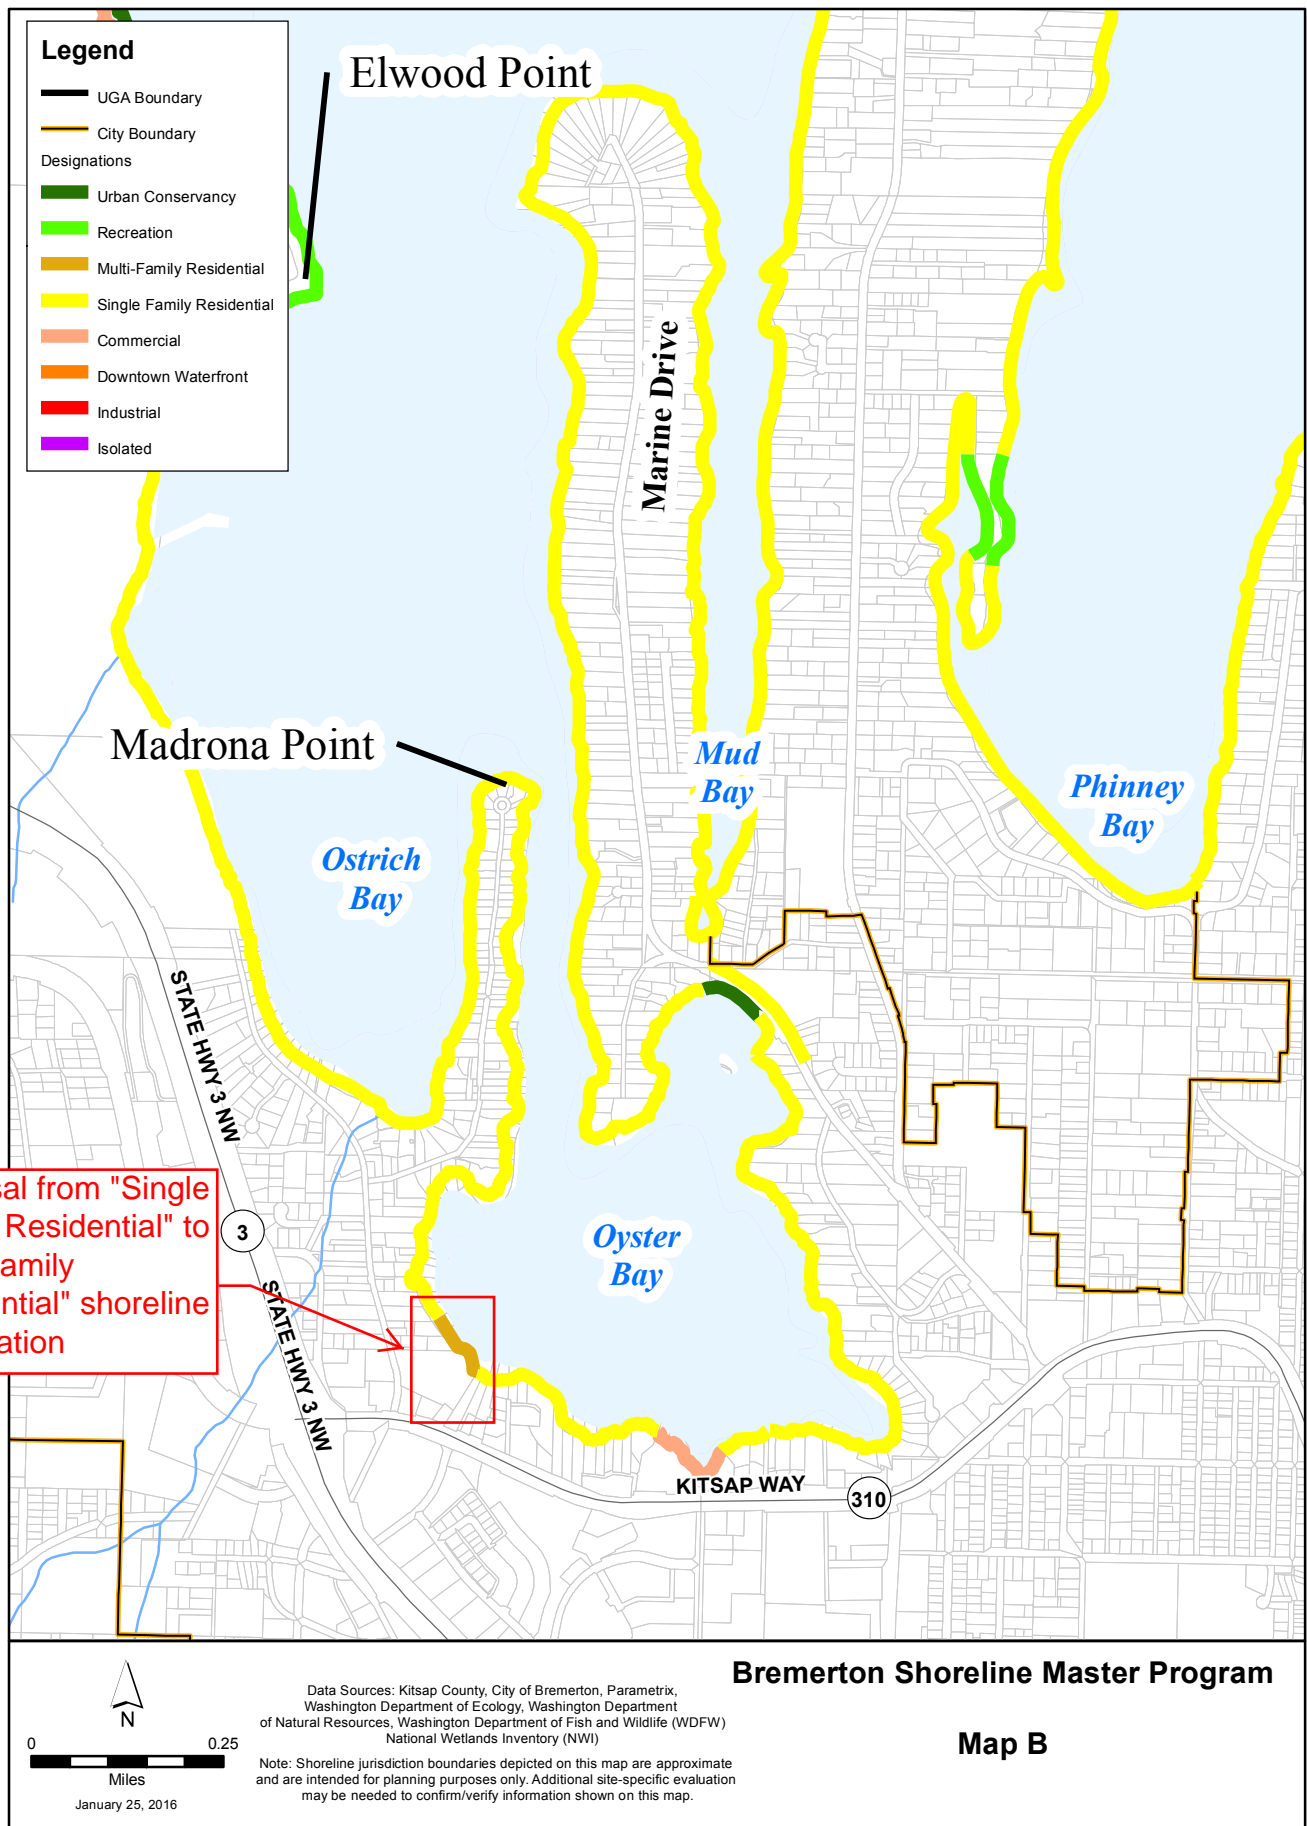 Legend
UGA Boundary
City Boundary
Designations
Urban Conservancy
Recreation
Multi-Family Residential
Single Family Residential
Commercial
Downtown Waterfront
Industrial
Isolated
Elwood Point
Marine Drive
Madrona Point
Mud
Bay
Phinney
Bay
Ostrich
Bay
STATE HWY 3 NW
sal from "Single
Residential" to
amily
ntial" shoreline
ation
3
Oyster
Bay
STATE HWY 3 NW
KITSAP WAY
310
N
0 0.25
Miles
January 25, 2016
Data Sources: Kitsap County, City of Bremerton, Parametrix,
Washington Department of Ecology, Washington Department
of Natural Resources, Washington Department of Fish and Wildlife (WDFW)
National Wetlands Inventory (NWI)
Note: Shoreline jurisdiction boundaries depicted on this map are approximate
and are intended for planning purposes only. Additional site-specific evaluation
may be needed to confirm/verify information shown on this map.
Bremerton Shoreline Master Program
Map B